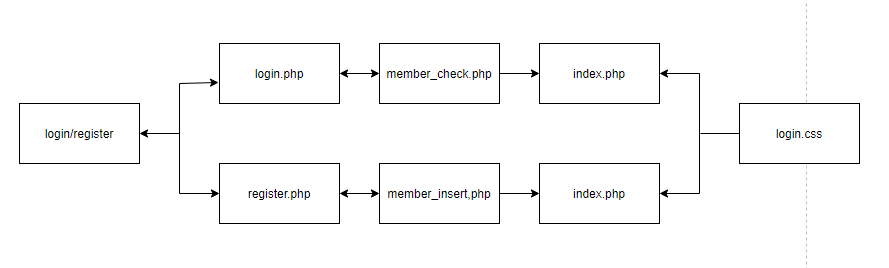 login.php
member_check.php
index.php
login/register
login.css
register.php
member_insert,php
index.php